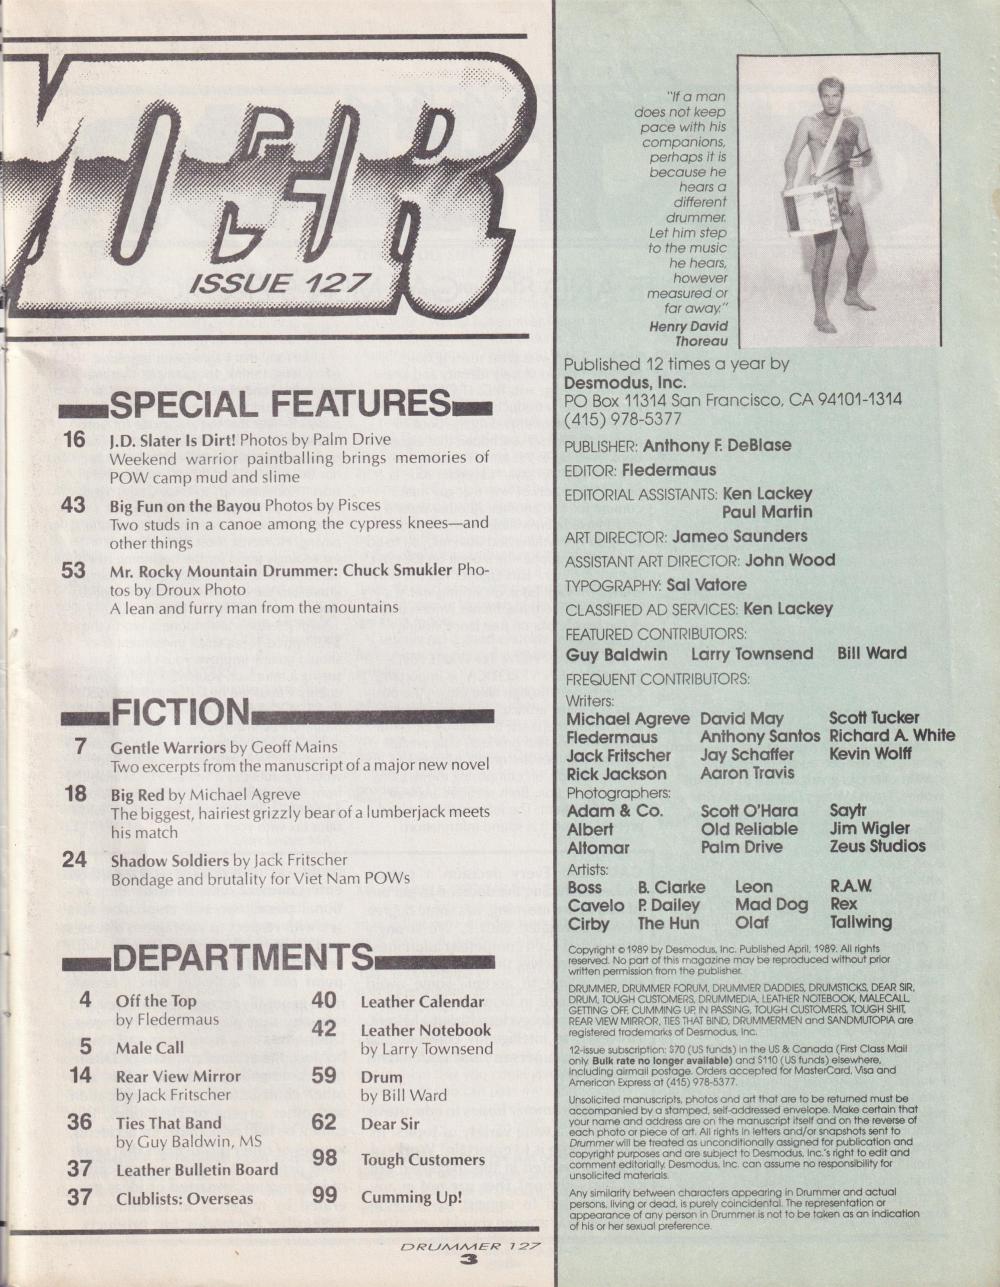 MER
ISSUE 127
SPECIAL FEATURES
16 J.D. Slater Is Dirt! Photos by Palm Drive
Weekend warrior paintballing brings memories of
POW camp mud and slime
43 Big Fun on the Bayou Photos by Pisces
Two studs in a canoe among the cypress knees—and
other things
53 Mr. Rocky Mountain Drummer: Chuck Smukler Pho-
tos by Droux Photo
A lean and furry man from the mountains
FICTION
7 Gentle Warriors by Geoff Mains
Two excerpts from the manuscript of a major new novel
18 Big Red by Michael Agreve
The biggest, hairiest grizzly bear of a lumberjack meets
his match
24 Shadow Soldiers by Jack Fritscher
Bondage and brutality for Viet Nam POWs
DEPARTMENTS
4 Off the Top
by Fledermaus
5 Male Call
14 Rear View Mirror
by Jack Fritscher
36 Ties That Band
by Guy Baldwin, MS
37 Leather Bulletin Board
37 Clublists: Overseas
40 Leather Calendar
42 Leather Notebook
by Larry Townsend
59 Drum
by Bill Ward
62 Dear Sir
98 Tough Customers
99 Cumming Up!
DRUMMER 127
3
"If a man
does not keep
pace with his
companions,
perhaps it is
because he
hears a
different
drummer.
Let him step
to the music
he hears,
however
measured or
far away."
Henry David
Thoreau
Published 12 times a year by
Desmodus, Inc.
PO Box 11314 San Francisco, CA 94101-1314
(415) 978-5377
PUBLISHER: Anthony F. DeBlase
EDITOR: Fledermaus
EDITORIAL ASSISTANTS: Ken Lackey
Paul Martin
ART DIRECTOR: Jameo Saunders
ASSISTANT ART DIRECTOR: John Wood
TYPOGRAPHY: Sal Vatore
CLASSIFIED AD SERVICES: Ken Lackey
FEATURED CONTRIBUTORS:
Guy Baldwin Larry Townsend Bill Ward
FREQUENT CONTRIBUTORS:
Writers:
Michael Agreve David May Scott Tucker
Fledermaus Anthony Santos Richard A. White
Jack Fritscher Jay Schaffer Kevin Wolff
Rick Jackson Aaron Travis
Photographers:
Adam & Co. Scott O'Hara Saytr
Albert Old Reliable Jim Wigler
Altomar Palm Drive Zeus Studios
Artists:
Boss B. Clarke Leon R.A.W.
Cavelo P. Dailey Mad Dog Rex
Cirby The Hun Olaf Tallwing
Copyright © 1989 by Desmodus, Inc. Published April, 1989. All rights
reserved. No part of this magazine may be reproduced without prior
written permission from the publisher.
DRUMMER, DRUMMER FORUM, DRUMMER DADDIES, DRUMSTICKS, DEAR SIR,
DRUM, TOUGH CUSTOMERS, DRUMMEDIA, LEATHER NOTEBOOK, MALECALL,
GETTING OFF, CUMMING UP, IN PASSING, TOUGH CUSTOMERS, TOUGH SHIT,
REAR VIEW MIRROR, TIES THAT BIND, DRUMMERMEN and SANDMUTOPIA are
registered trademarks of Desmodus, Inc.
12-issue subscription: $70 (US funds) in the US & Canada (First Class Mail
only. Bulk rate no longer available) and $110 (US funds) elsewhere,
including airmail postage. Orders accepted for MasterCard, Visa and
American Express at (415) 978-5377.
Unsolicited manuscripts, photos and art that are to be returned must be
accompanied by a stamped, self-addressed envelope. Make certain that
your name and address are on the manuscript itself and on the reverse of
each photo or piece of art. All rights in letters and/or snapshots sent to
Drummer will be treated as unconditionally assigned for publication and
copyright purposes and are subject to Desmodus, Inc.'s right to edit and
comment editorially. Desmodus, Inc. can assume no responsibility for
unsolicited materials.
Any similarity between characters appearing in Drummer and actual
persons, living or dead, is purely coincidental. The representation or
appearance of any person in Drummer is not to be taken as an indication
of his or her sexual preference.